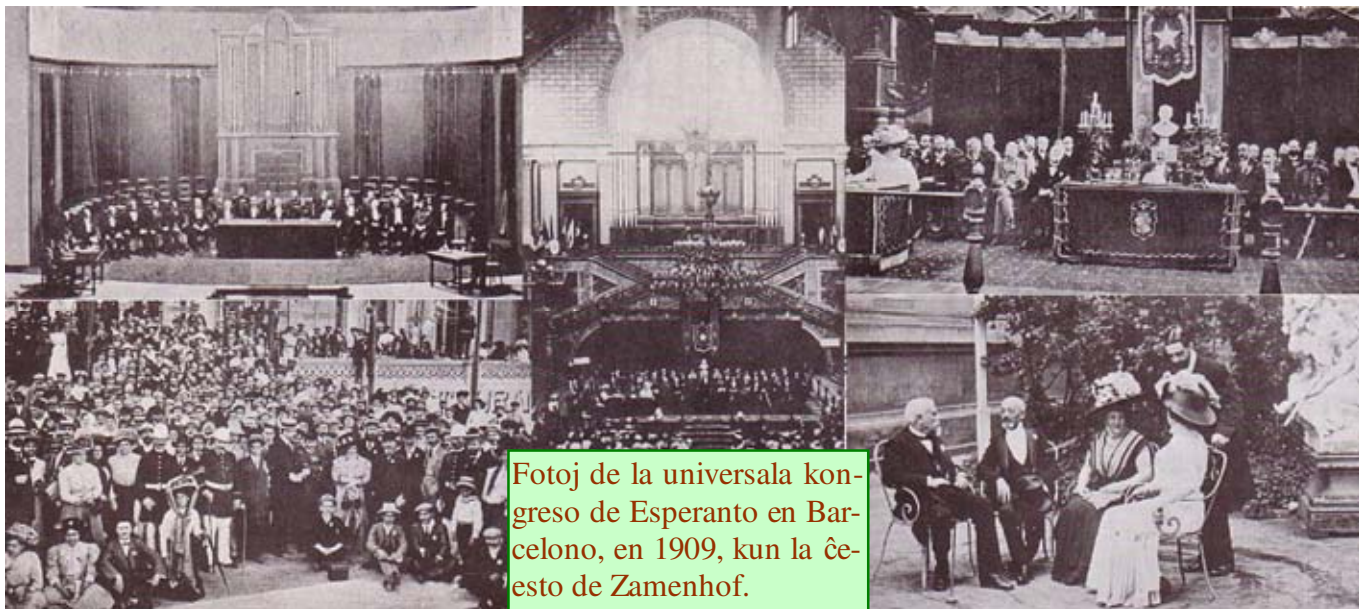 Fotoj de la universala kon-
greso de Esperanto en Bar-
celono, en 1909, kun la ĉe-
esto de Zamenhof.